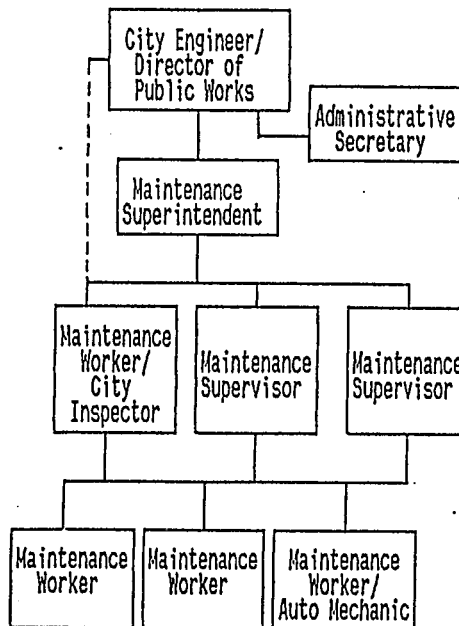 City Engineer/
Director of
Public Works
Administrative
Secretary
Maintenance
Superintendent
Maintenance
Worker/
City
Inspector
Maintenance
Supervisor
Maintenance
Supervisor
Maintenance
Worker
Maintenance
Worker
Maintenance
Worker/
Auto Mechanic